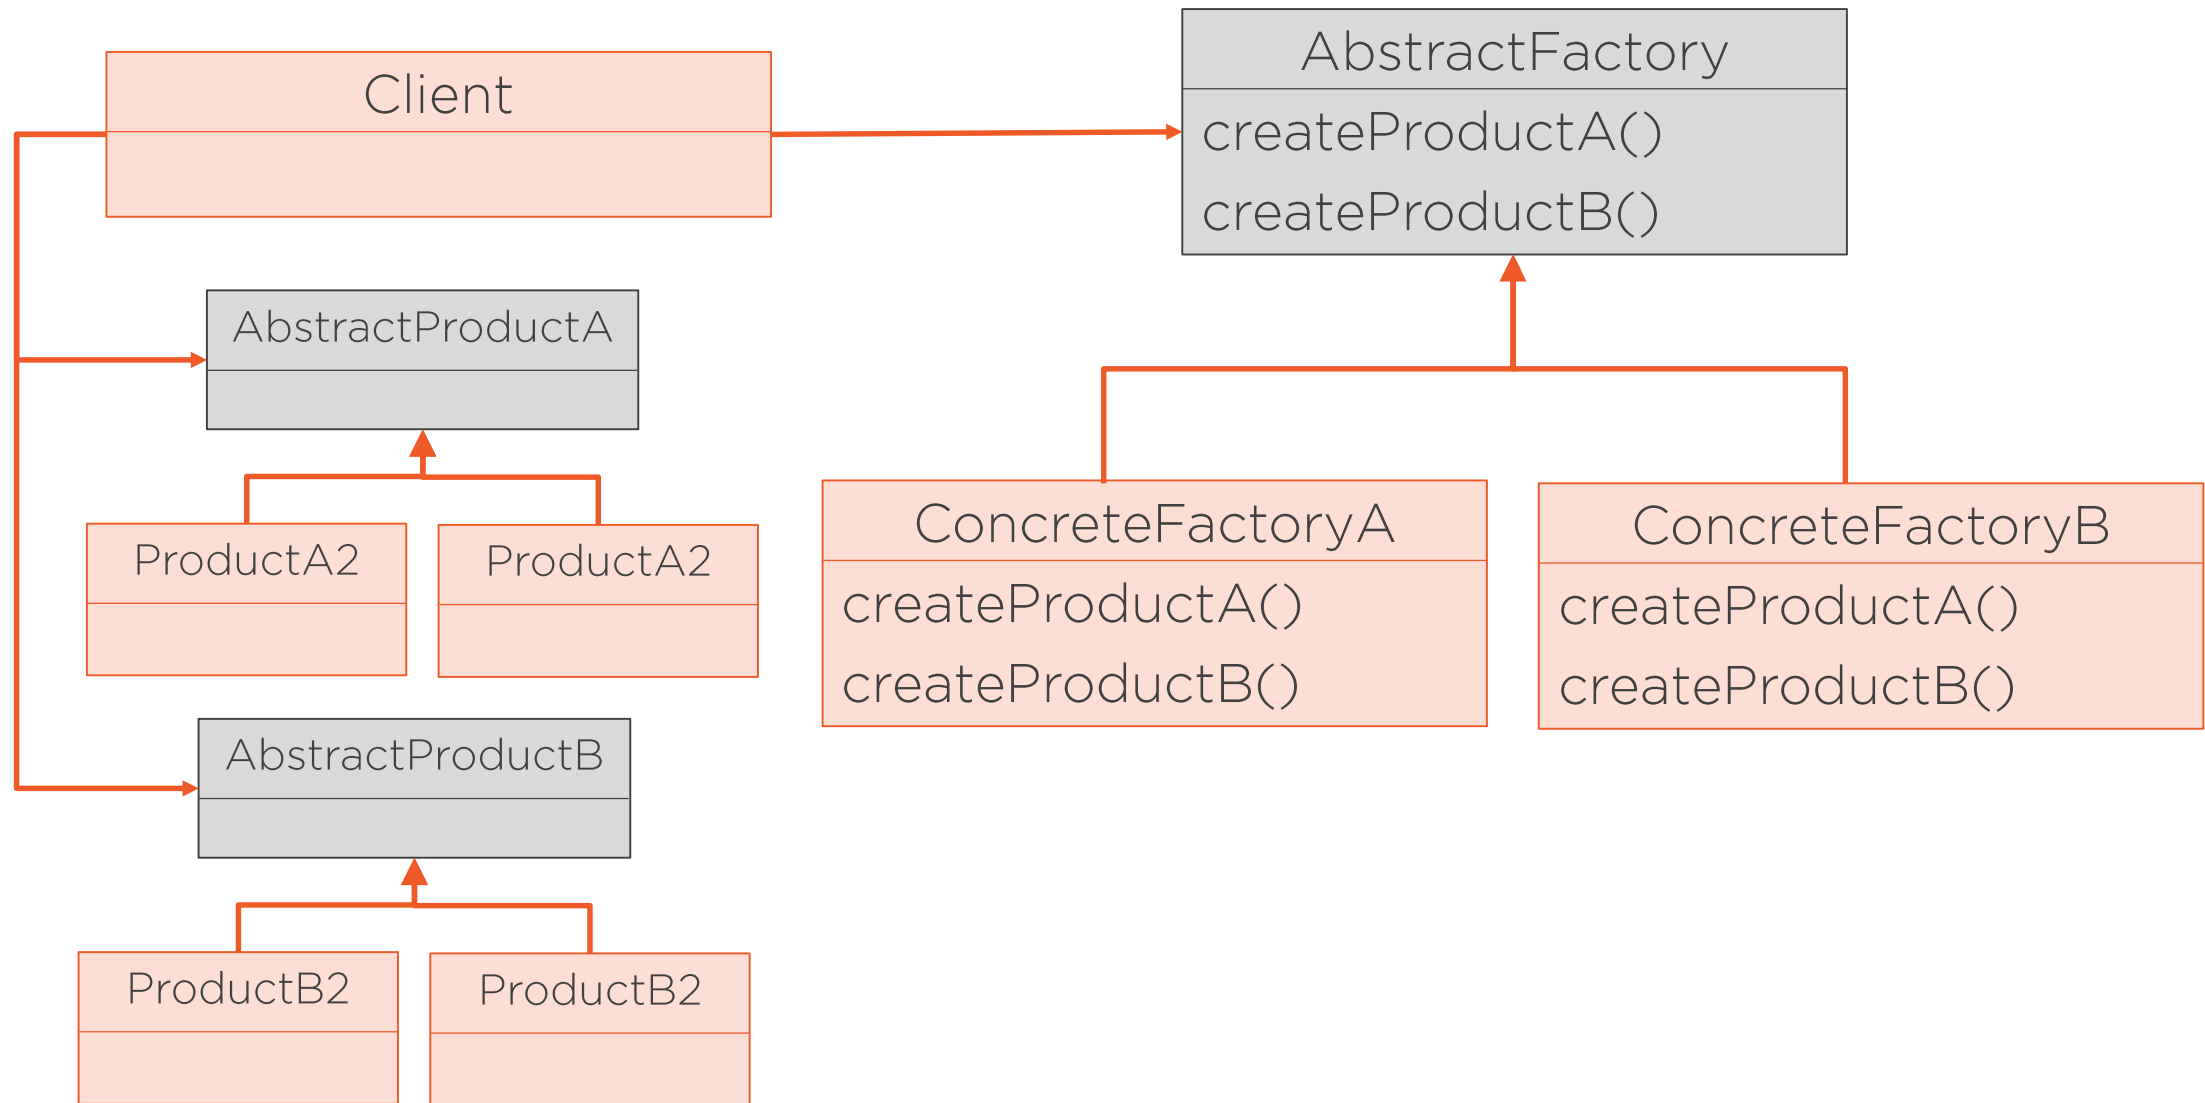 Client
AbstractFactory
createProductA()
createProductB()
AbstractProductA
ProductA2
ProductA2
AbstractProductB
ProductB2
ProductB2
ConcreteFactoryA
createProductA()
createProductB()
ConcreteFactoryB
createProductA()
createProductB()